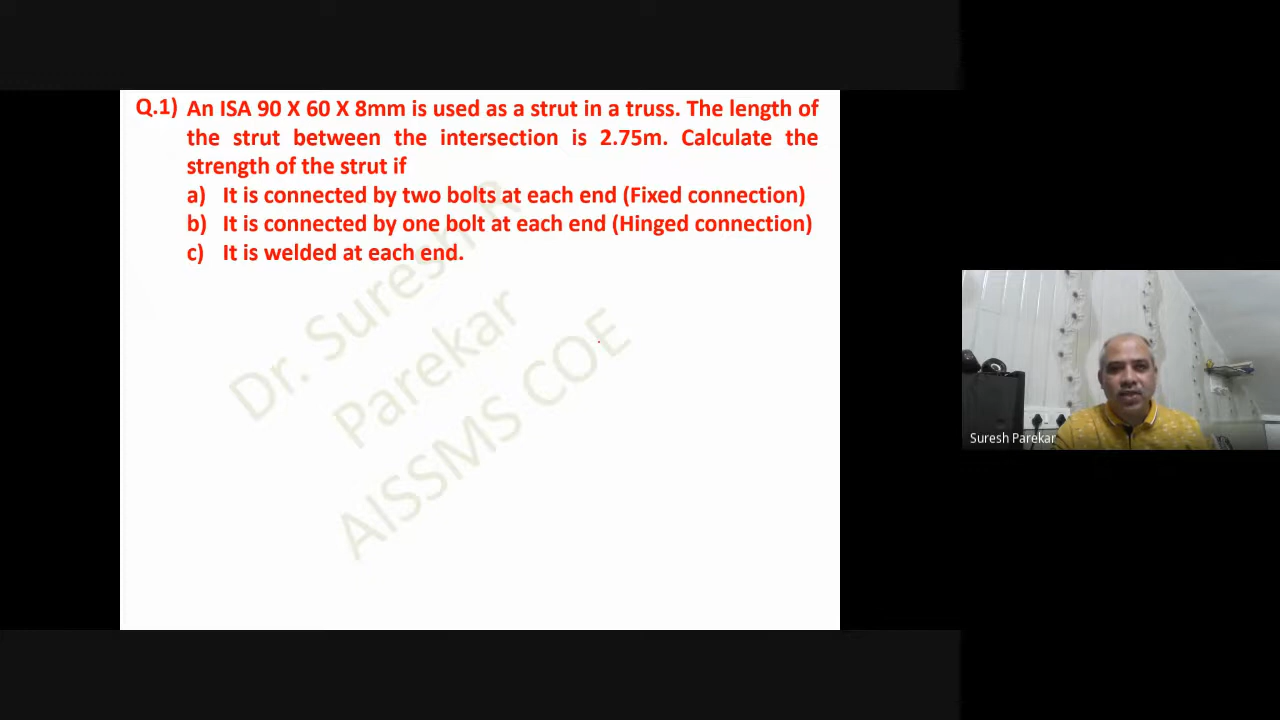 Q.1) An ISA 90 X 60 X 8mm is used as a strut in a truss. The length of
the strut between the intersection is 2.75m. Calculate the
strength of the strut if
a) It is connected by two bolts at each end (Fixed connection)
b) It is connected by one bolt at each end (Hinged connection)
c) It is welded at each end.
Dr. Suresh R
Parekar
AISSMS COE
Suresh Parekar